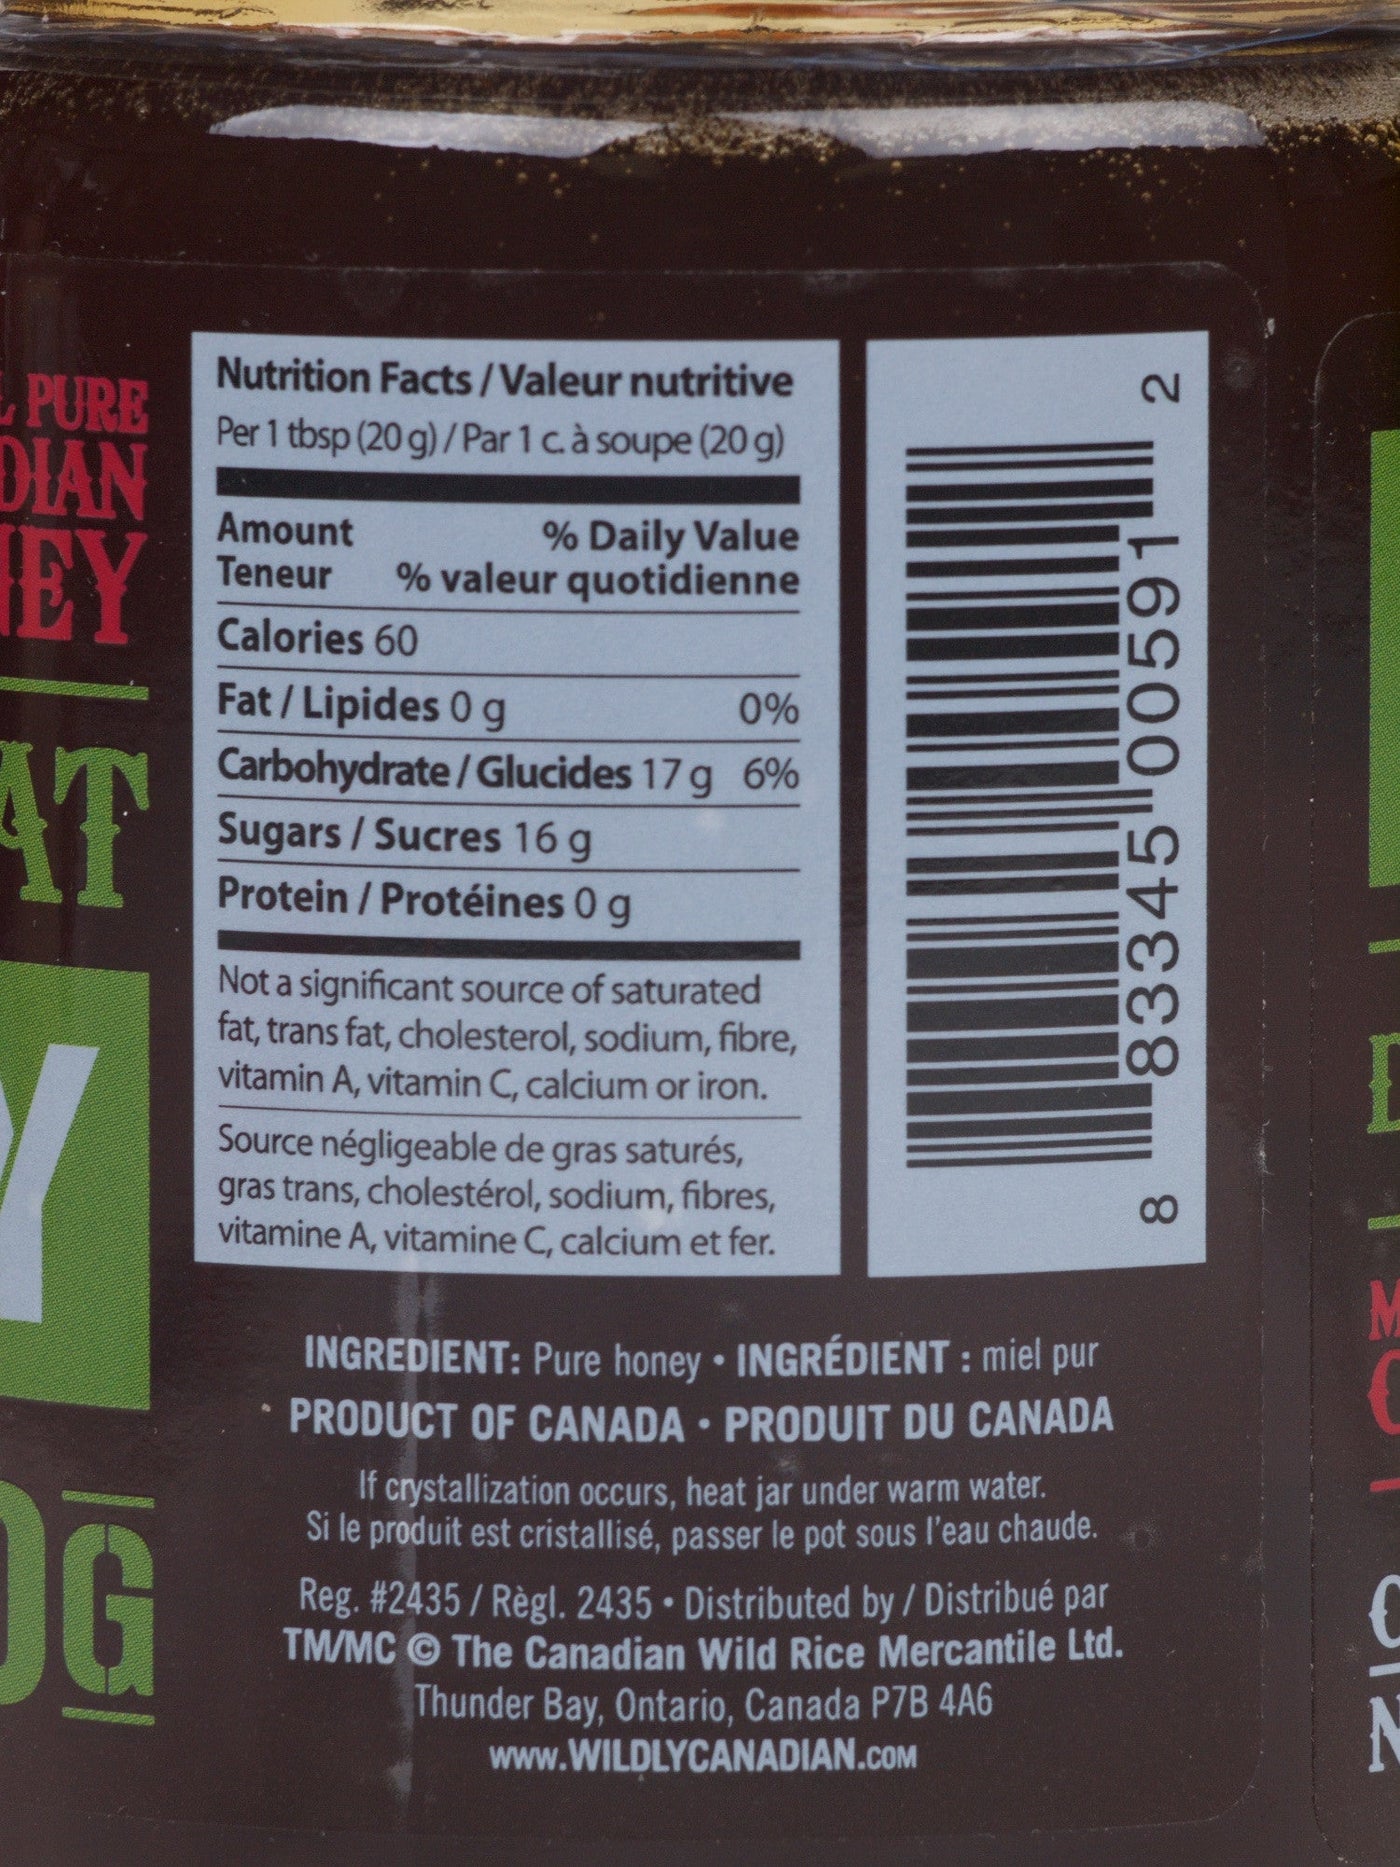 PURE
DIAN
EY
AT
Y
G
Nutrition Facts / Valeur nutritive
Per 1 tbsp (20 g) / Par 1 c. à soupe (20 g)
Amount % Daily Value
Teneur % valeur quotidienne
Calories 60
Fat / Lipides 0 g 0%
Carbohydrate / Glucides 17 g 6%
Sugars / Sucres 16 g
Protein / Protéines 0 g
Not a significant source of saturated
fat, trans fat, cholesterol, sodium, fibre,
vitamin A, vitamin C, calcium or iron.
Source négligeable de gras saturés,
gras trans, cholestérol, sodium, fibres,
vitamine A, vitamine C, calcium et fer.
8 83345 00591 2
INGREDIENT: Pure honey • INGRÉDIENT : miel pur
PRODUCT OF CANADA • PRODUIT DU CANADA
If crystallization occurs, heat jar under warm water.
Si le produit est cristallisé, passer le pot sous l'eau chaude.
Reg. #2435 / Règl. 2435 • Distributed by / Distribué par
TM/MC © The Canadian Wild Rice Mercantile Ltd.
Thunder Bay, Ontario, Canada P7B 4A6
www.WILDLYCANADIAN.COM